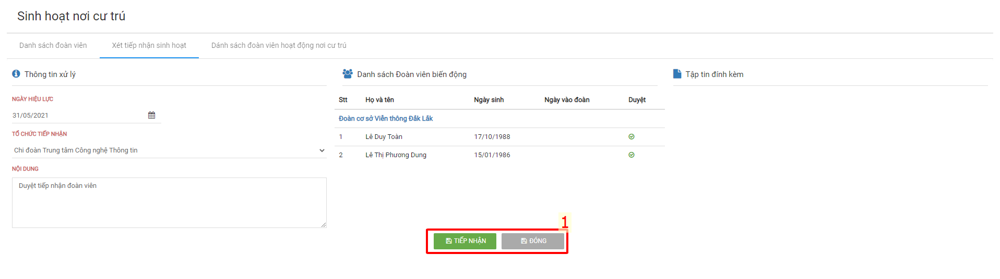 Sinh hoạt nơi cư trú
Danh sách đoàn viên
Xét tiếp nhận sinh hoạt
Dánh sách đoàn viên hoạt động nơi cư trú
Thông tin xử lý
NGÀY HIỆU LỰC
31/05/2021
TỔ CHỨC TIẾP NHẬN
Chi đoàn Trung tâm Công nghệ Thông tin
NỘI DUNG
Duyệt tiếp nhận đoàn viên
Danh sách Đoàn viên biến động
Stt Họ và tên Ngày sinh Ngày vào đoàn Duyệt
Đoàn cơ sở Viễn thông Đắk Lắk
1 Lê Duy Toàn 17/10/1988
2 Lê Thị Phương Dung 15/01/1986
Tập tin đính kèm
1
TIẾP NHẬN
ĐÓNG